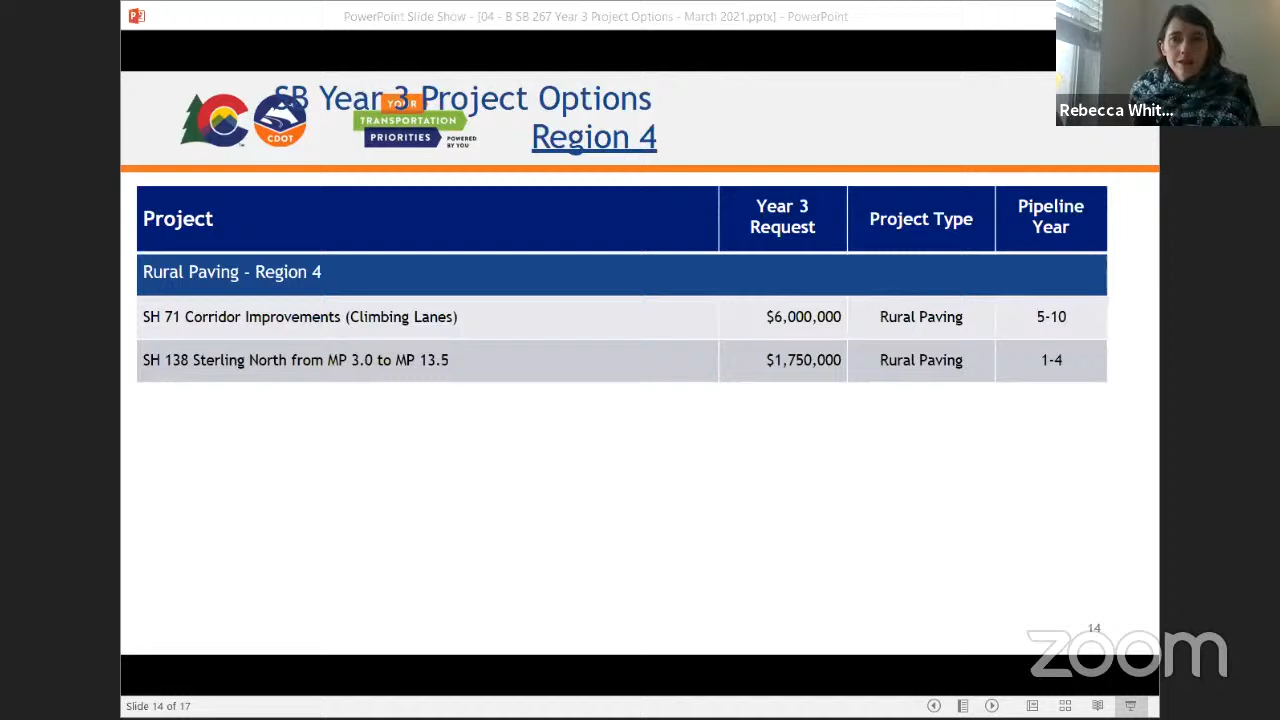 PowerPoint Slide Show - [04 - B SB 267 Year 3 Project Options - March 2021.pptx] - PowerPoint
Rebecca Whit...
SB Year 3 Project Options
Region 4
CDOT
YOUR
TRANSPORTATION
PRIORITIES
POWERED
BY YOU
Project
Year 3
Request
Project Type
Pipeline
Year
Rural Paving - Region 4
SH 71 Corridor Improvements (Climbing Lanes) $6,000,000 Rural Paving 5-10
SH 138 Sterling North from MP 3.0 to MP 13.5 $1,750,000 Rural Paving 1-4
14
zoom
Slide 14 of 17